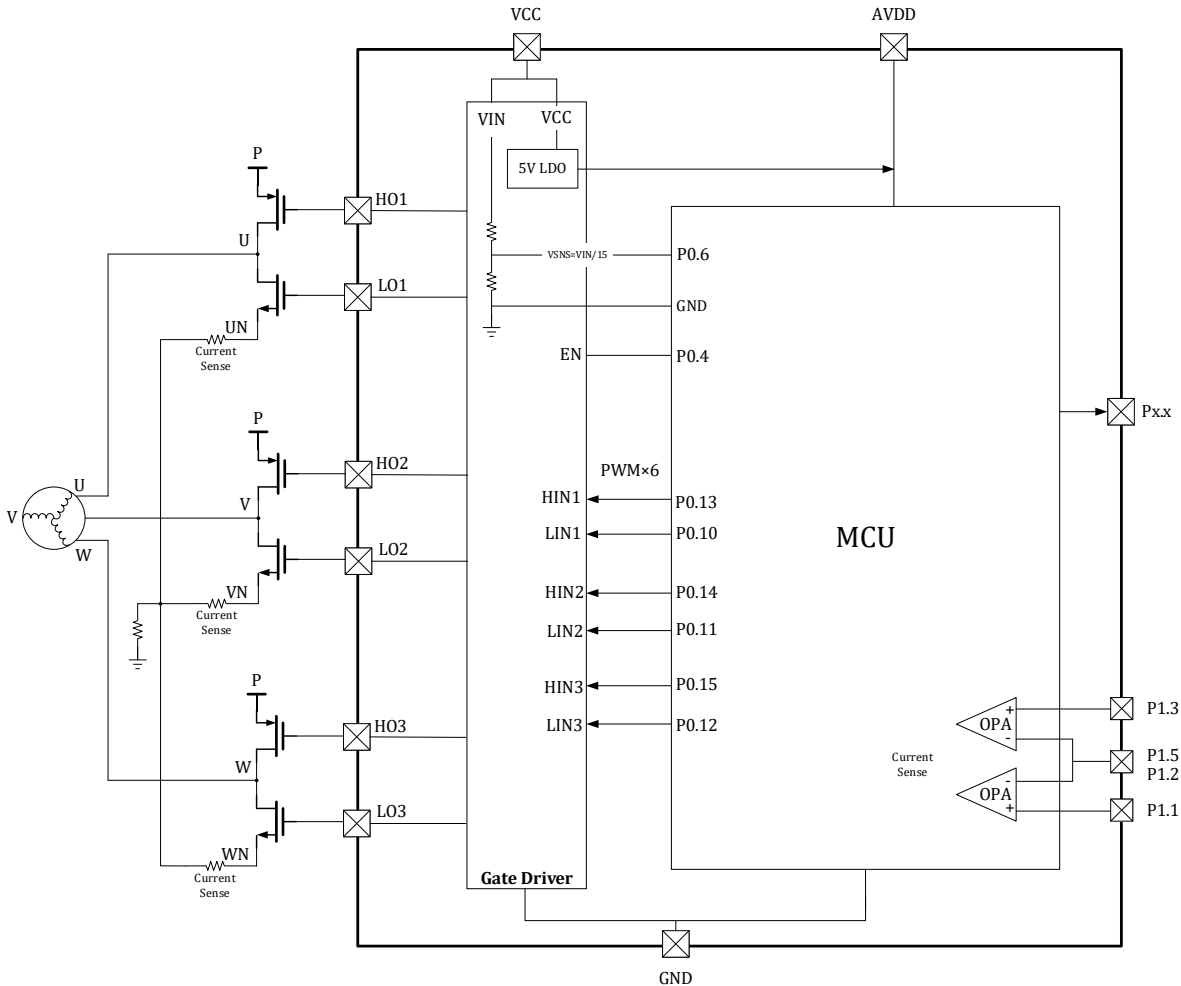 VCC
AVDD
VIN
VCC
5V LDO
P
HO1
U
LO1
UN
Current
Sense
VSNS=VIN/15
P0.6
GND
EN
P0.4
Px.x
P
HO2
PWM×6
HIN1
P0.13
U
V
V
W
LIN1
P0.10
MCU
LO2
VN
Current
Sense
HIN2
P0.14
LIN2
P0.11
P
HIN3
P0.15
HO3
LIN3
P0.12
W
LO3
WN
Current
Sense
OPA
+
-
Current
Sense
OPA
-
+
P1.3
P1.5
P1.2
P1.1
Gate Driver
GND